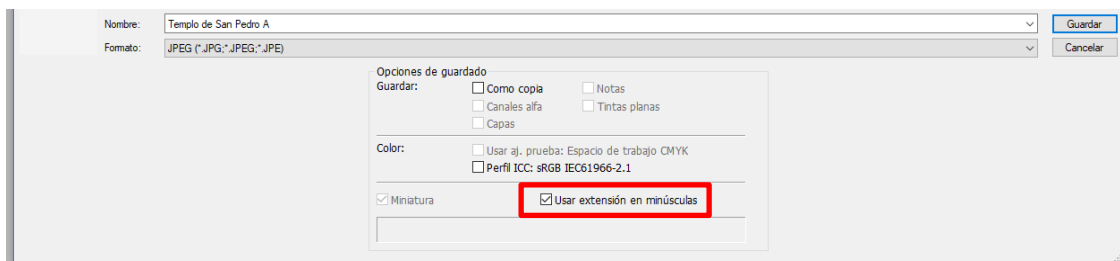 Nombre: Templo de San Pedro A Guardar
Formato: JPEG (*.JPG;*.JPEG;*.JPE) Cancelar
Opciones de guardado
Guardar: Como copia Notas
Canales alfa Tintas planas
Capas
Color: Usar aj. prueba: Espacio de trabajo CMYK
Perfil ICC: sRGB IEC61966-2.1
Miniatura Usar extensión en minúsculas